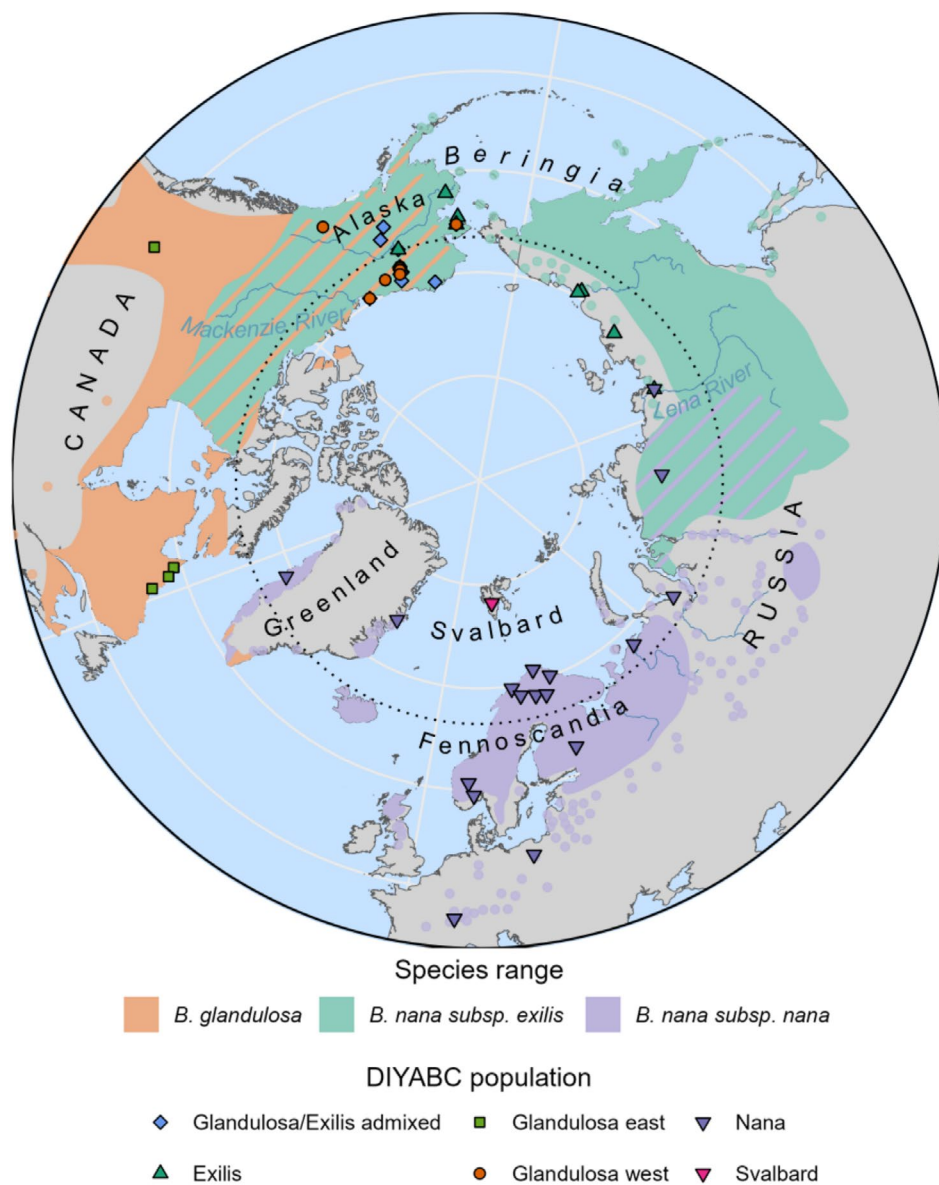 Beringia
Alaska
Mackenzie River
CANADA
Lena River
RUSSIA
Greenland
Svalbard
Fennoscandia
Species range
B. glandulosa
B. nana subsp. exilis
B. nana subsp. nana
DIYABC population
Glandulosa/Exilis admixed
Glandulosa east
Nana
Exilis
Glandulosa west
Svalbard